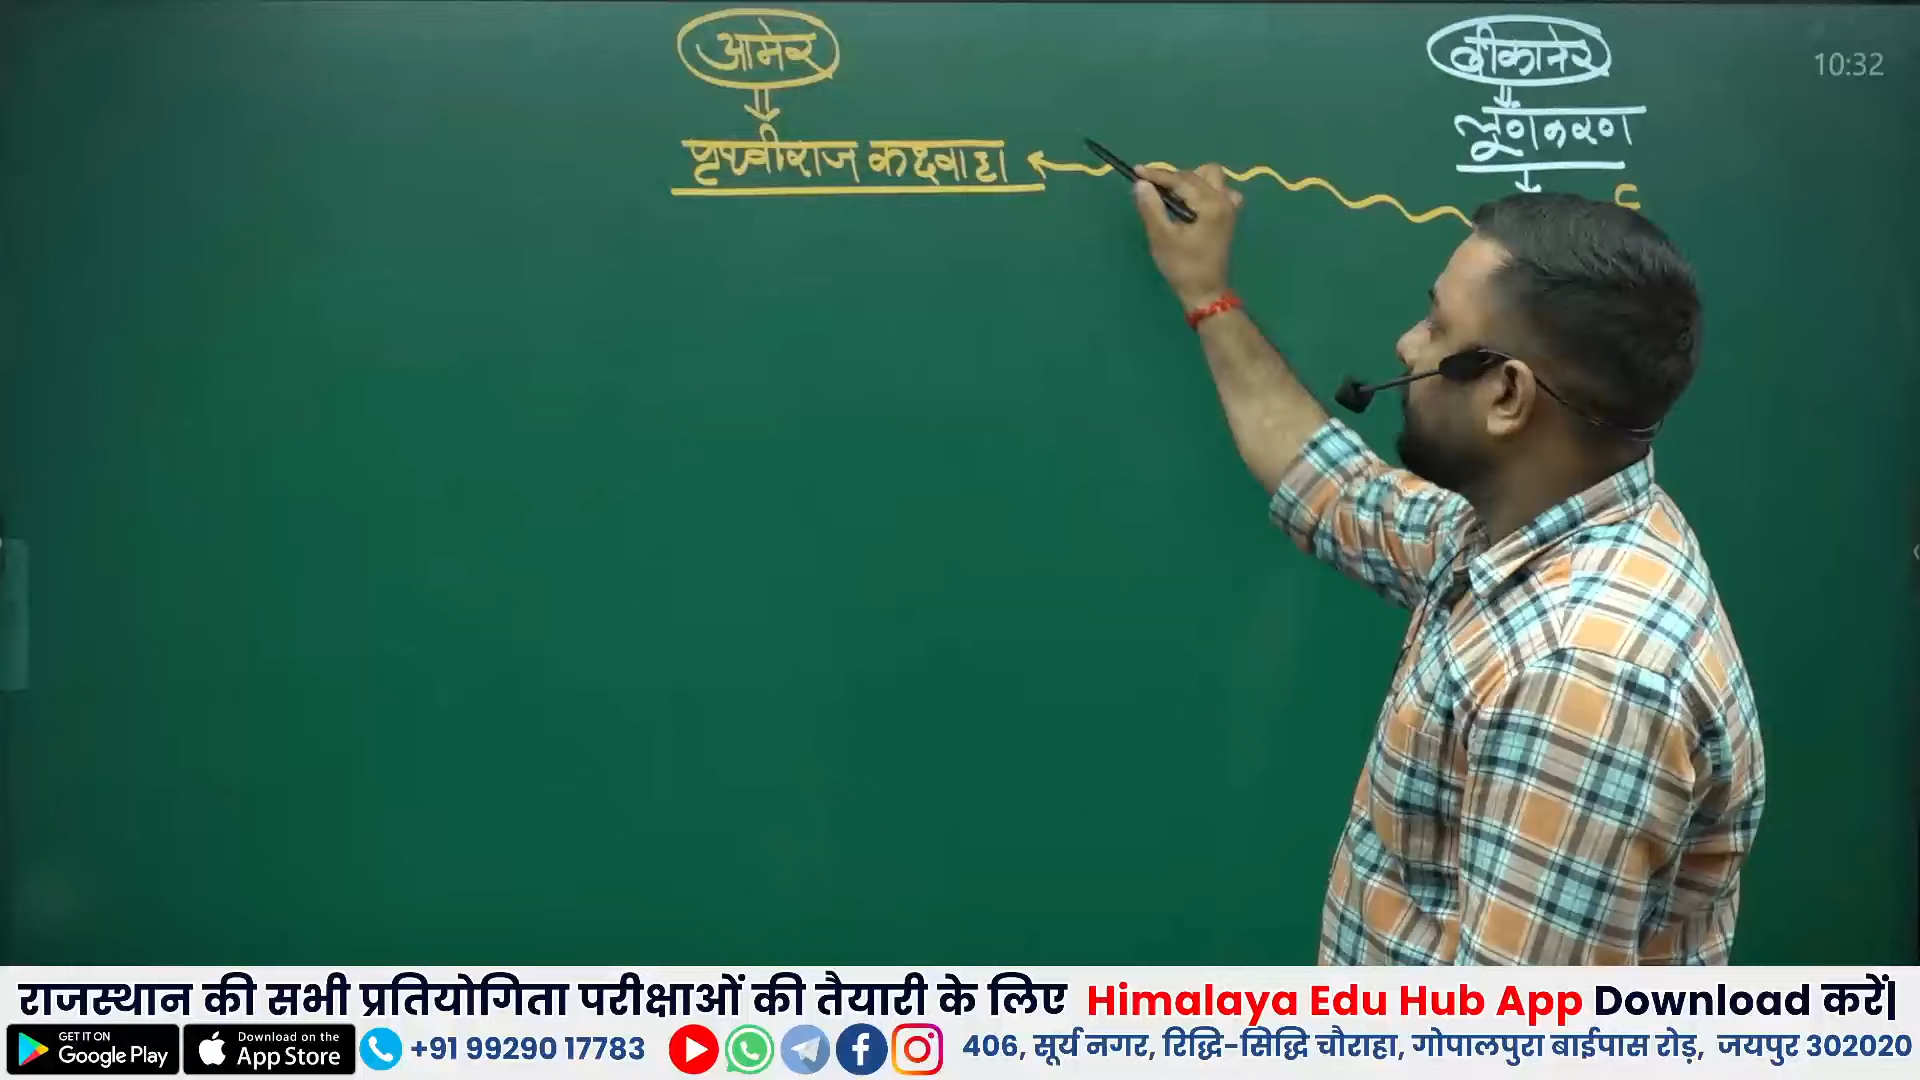 आमेर
बीकानेर
10:32
लूणकरण
पृथ्वीराज कछवाहा
राजस्थान की सभी प्रतियोगिता परीक्षाओं की तैयारी के लिए Himalaya Edu Hub App Download करें|
GET IT ON
Google Play
Download on the
App Store
+91 99290 17783
406, सूर्य नगर, रिद्धि-सिद्धि चौराहा, गोपालपुरा बाईपास रोड़, जयपुर 302020